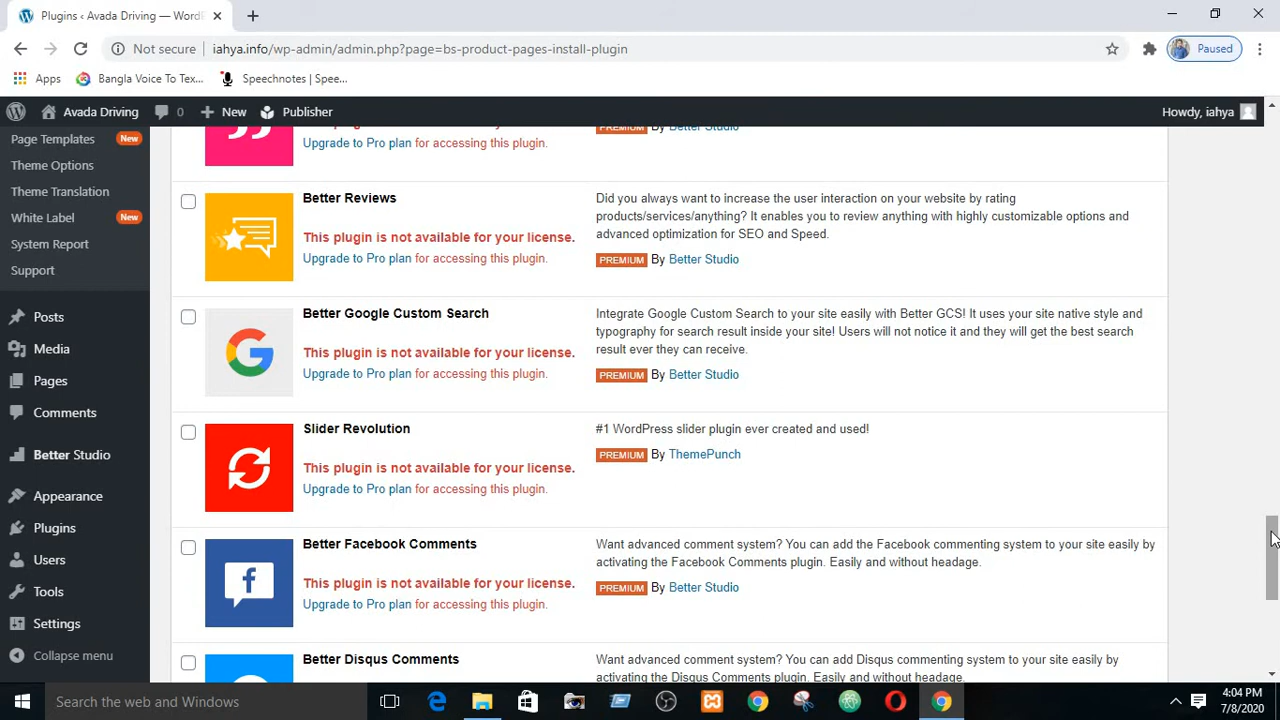 Plugins ‹ Avada Driving — WordP
Not secure iahya.info/wp-admin/admin.php?page=bs-product-pages-install-plugin Paused
Apps Bangla Voice To Tex... Speechnotes | Spee...
Avada Driving 0 New Publisher Howdy, iahya
Page Templates New
Theme Options
Theme Translation
White Label New
System Report
Support
Posts
Media
Pages
Comments
Better Studio
Appearance
Plugins
Users
Tools
Settings
Collapse menu
Upgrade to Pro plan for accessing this plugin.
PREMIUM By Better Studio
Better Reviews
This plugin is not available for your license.
Upgrade to Pro plan for accessing this plugin.
Did you always want to increase the user interaction on your website by rating
products/services/anything? It enables you to review anything with highly customizable options and
advanced optimization for SEO and Speed.
PREMIUM By Better Studio
Better Google Custom Search
This plugin is not available for your license.
Upgrade to Pro plan for accessing this plugin.
Integrate Google Custom Search to your site easily with Better GCS! It uses your site native style and
typography for search result inside your site! Users will not notice it and they will get the best search
result ever they can receive.
PREMIUM By Better Studio
Slider Revolution
This plugin is not available for your license.
Upgrade to Pro plan for accessing this plugin.
#1 WordPress slider plugin ever created and used!
PREMIUM By ThemePunch
Better Facebook Comments
This plugin is not available for your license.
Upgrade to Pro plan for accessing this plugin.
Want advanced comment system? You can add the Facebook commenting system to your site easily by
activating the Facebook Comments plugin. Easily and without headage.
PREMIUM By Better Studio
Better Disqus Comments
Want advanced comment system? You can add Disqus commenting system to your site easily by
activating the Disqus Comments plugin. Easily and without headage.
Search the web and Windows
4:04 PM
7/8/2020